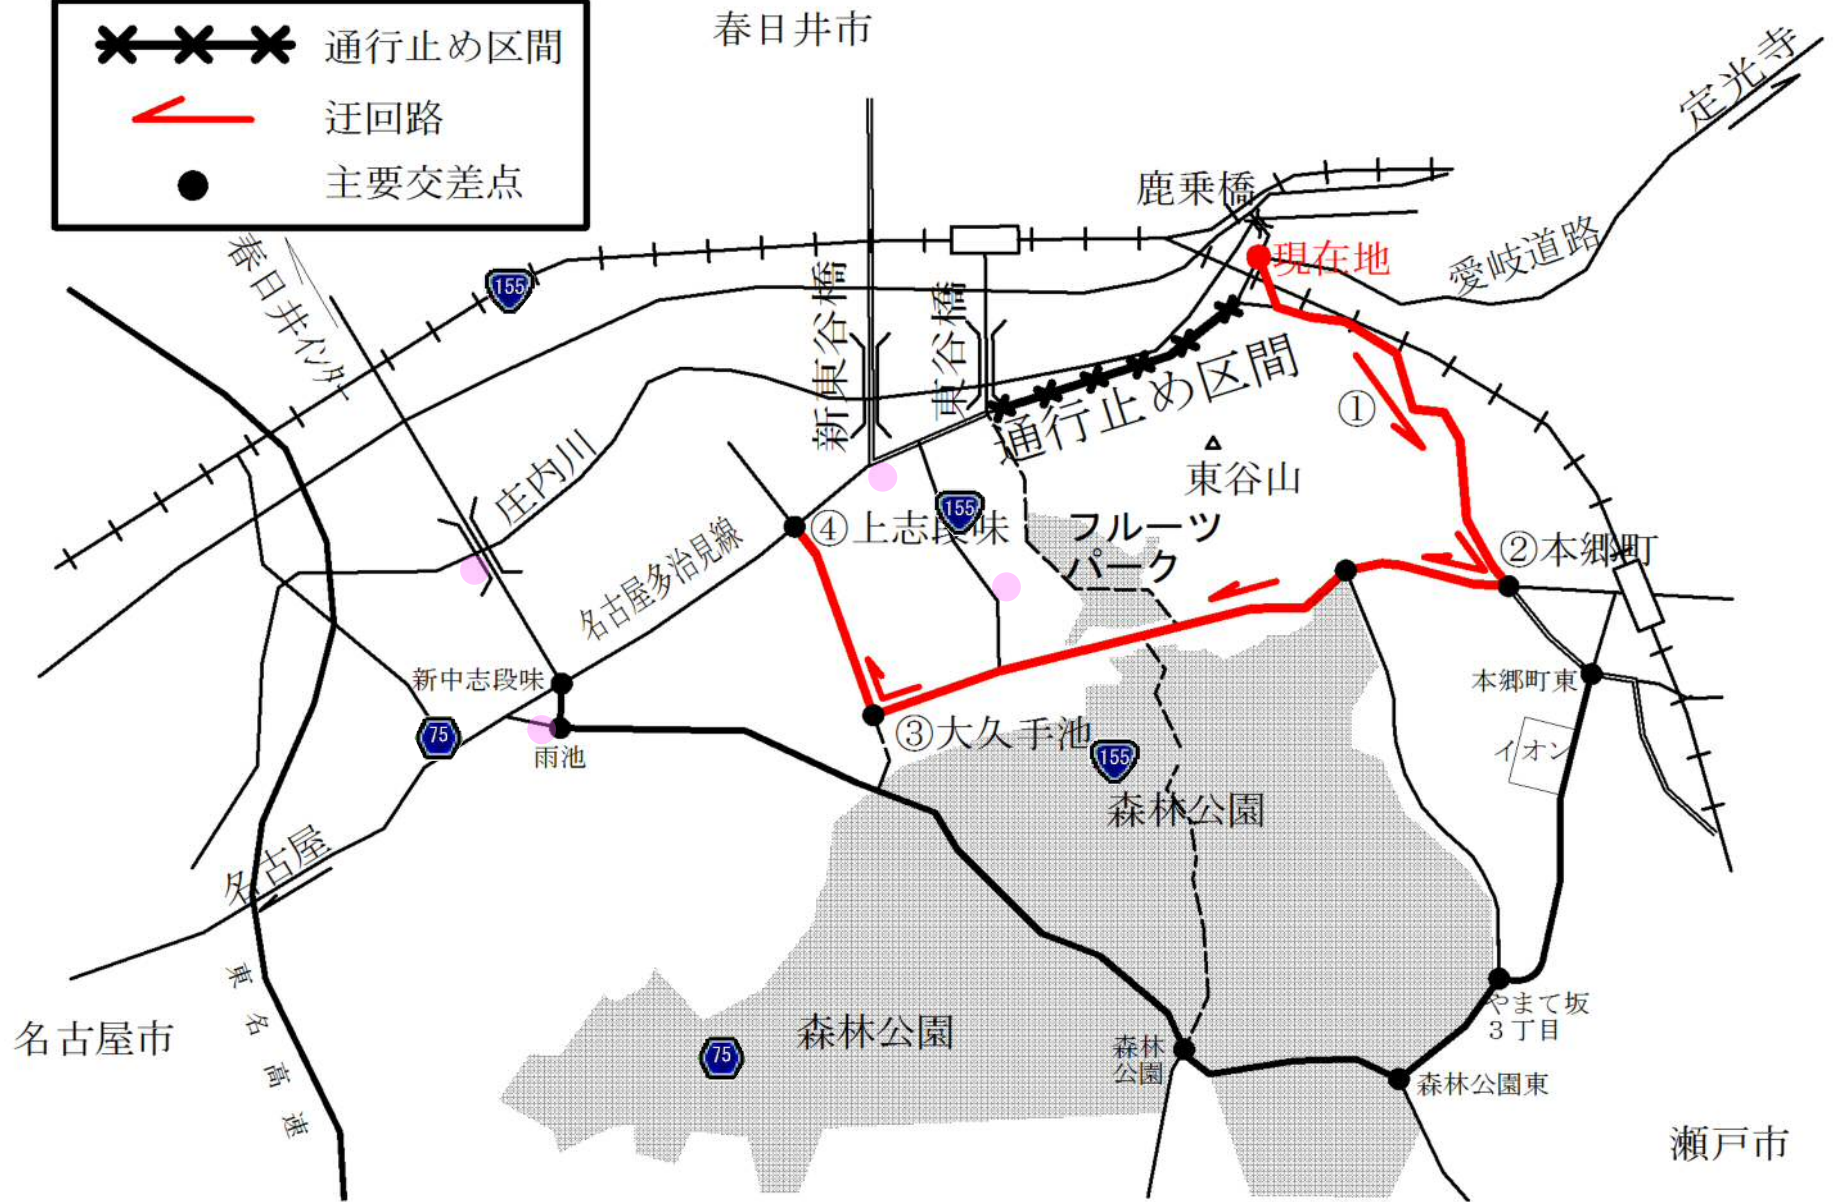 春日井市
通行止め区間
迂回路
主要交差点
定光寺
鹿乗橋
現在地
愛岐道路
春日井インター
155
新東谷橋
東谷橋
通行止め区間
①
東谷山
庄内川
155
④上志段味
フルーツ
パーク
②本郷町
名古屋多治見線
新中志段味
本郷町東
75
雨池
③大久手池
155
イオン
森林公園
名古屋
東名高速
名古屋市
75
森林公園
森林
公園
やまて坂
3丁目
森林公園東
瀬戸市